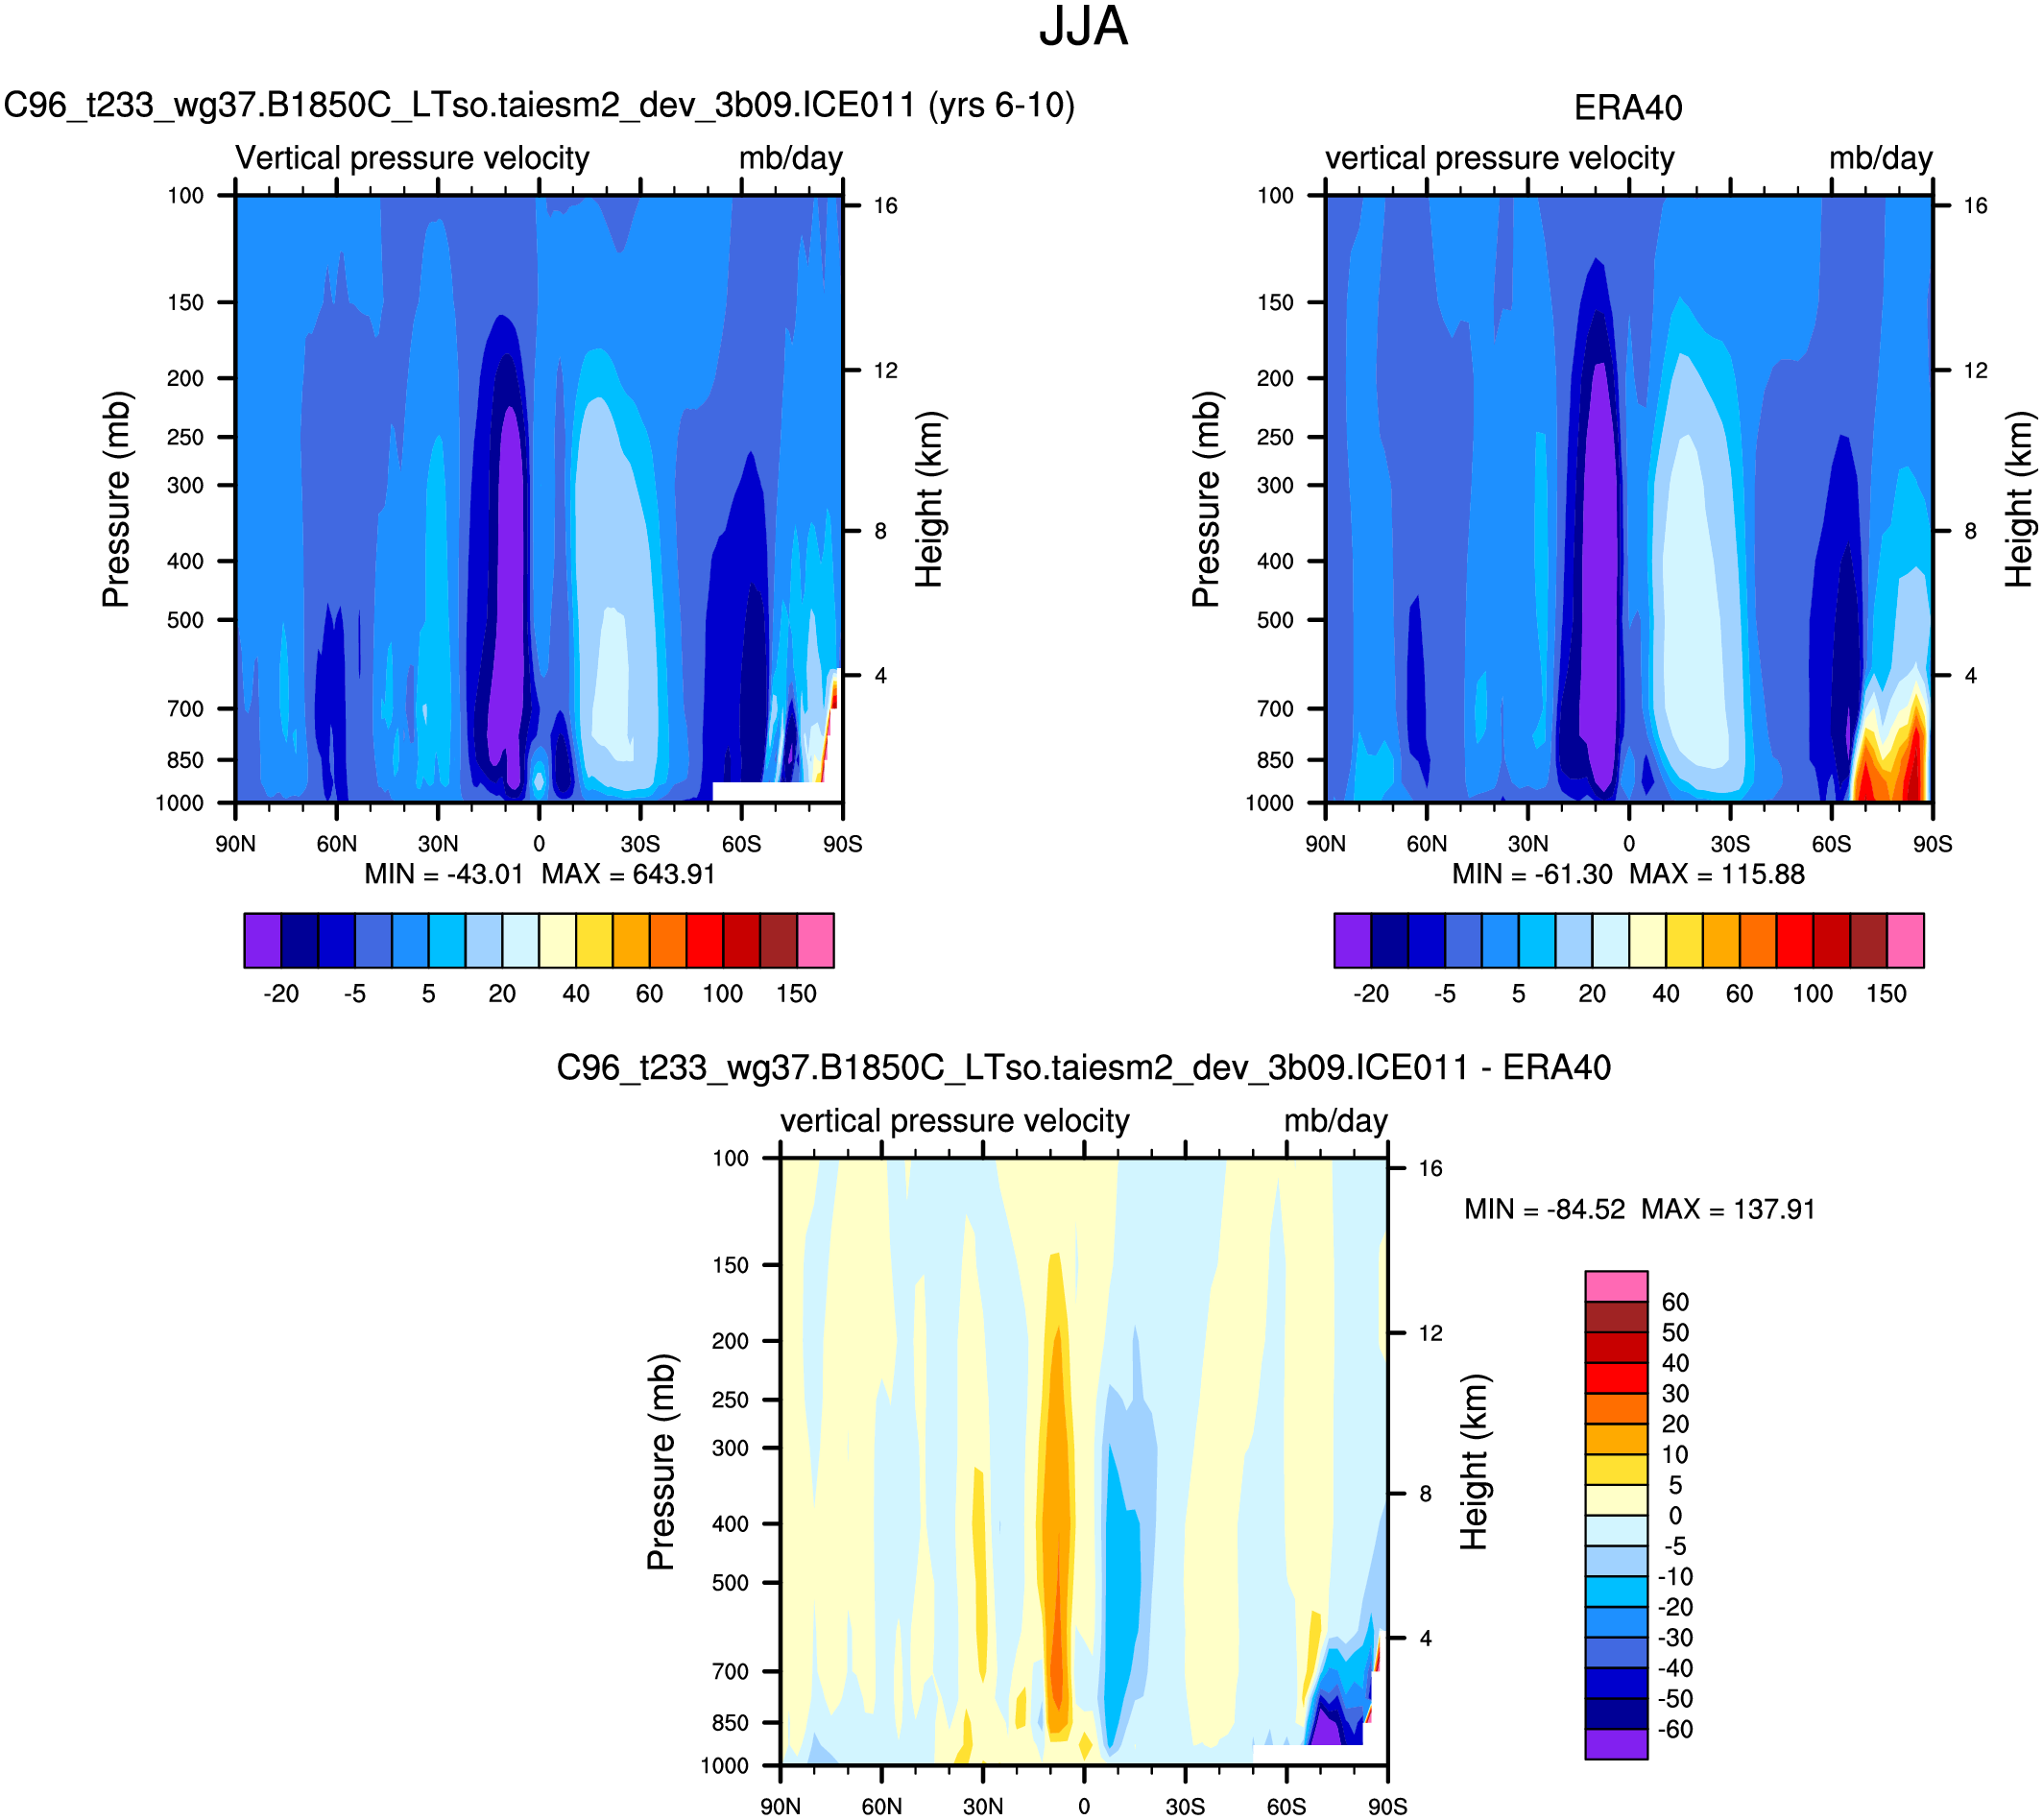 JJA
C96_t233_wg37.B1850C_LTso.taiesm2_dev_3b09.ICE011 (yrs 6-10)
Vertical pressure velocity mb/day
100
150
200
250
300
400
500
700
850
1000
Pressure (mb)
16
12
8
4
Height (km)
90N 60N 30N 0 30S 60S 90S
MIN = -43.01 MAX = 643.91
-20 -5 5 20 40 60 100 150
ERA40
vertical pressure velocity mb/day
100
150
200
250
300
400
500
700
850
1000
Pressure (mb)
16
12
8
4
Height (km)
90N 60N 30N 0 30S 60S 90S
MIN = -61.30 MAX = 115.88
-20 -5 5 20 40 60 100 150
C96_t233_wg37.B1850C_LTso.taiesm2_dev_3b09.ICE011 - ERA40
vertical pressure velocity mb/day
100
150
200
250
300
400
500
700
850
1000
Pressure (mb)
16
12
8
4
Height (km)
90N 60N 30N 0 30S 60S 90S
MIN = -84.52 MAX = 137.91
60
50
40
30
20
10
5
0
-5
-10
-20
-30
-40
-50
-60